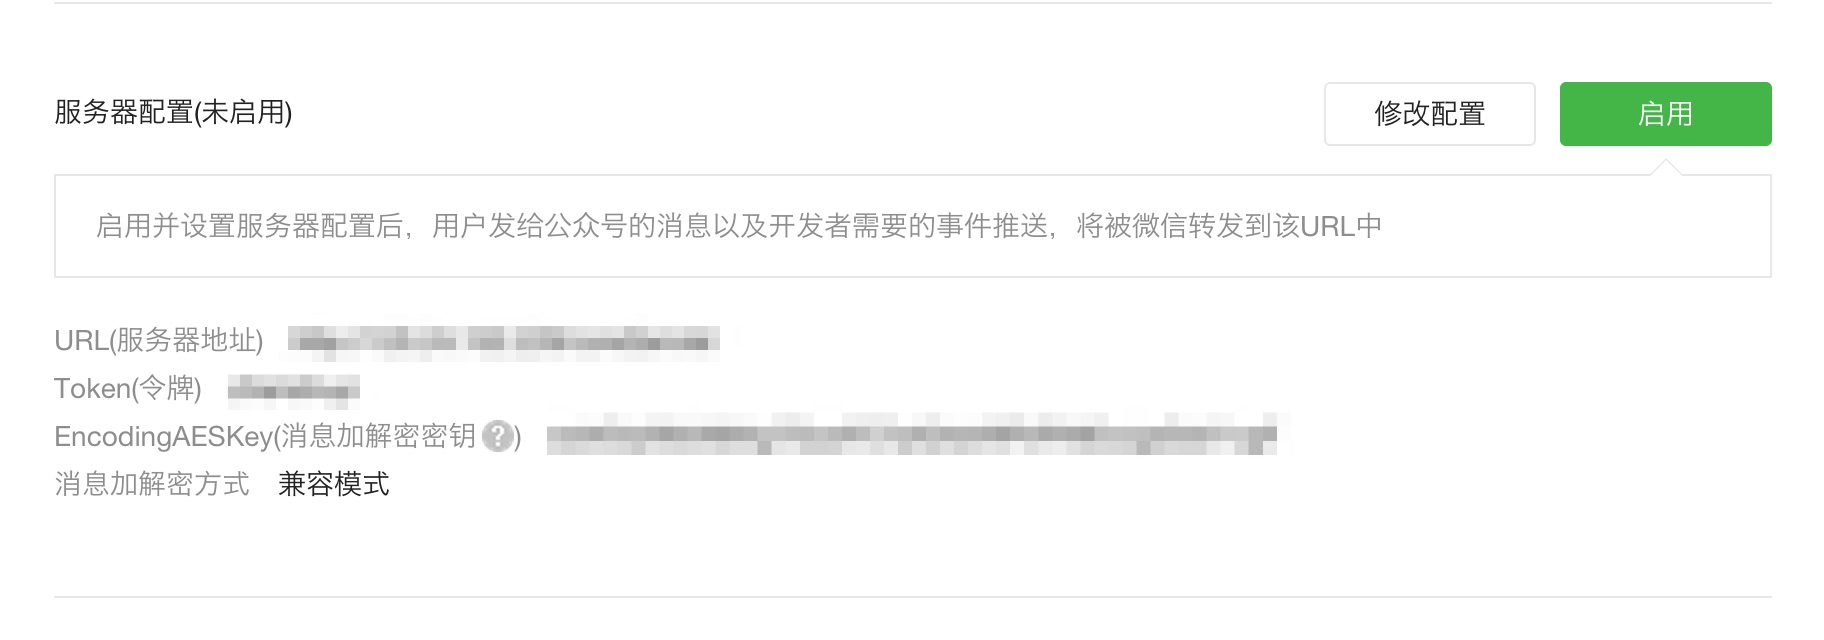 服务器配置(未启用)
修改配置
启用
启用并设置服务器配置后，用户发给公众号的消息以及开发者需要的事件推送，将被微信转发到该URL中
URL(服务器地址)
Token(令牌)
EncodingAESKey(消息加解密密钥?)
消息加解密方式 兼容模式